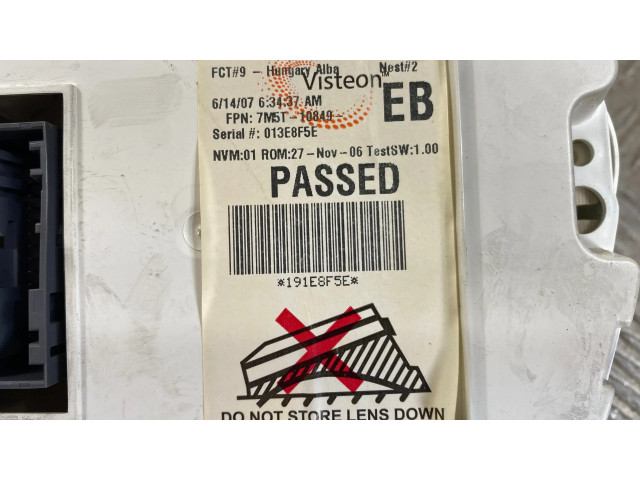 FCT#9 - Hungary Alba Nest#2
Visteon™
6/14/07 6:34:37 AM
EB
FPN: 7M5T-10849-
Serial #: 013E8F5E
NVM:01 ROM:27-Nov-06 TestSW:1.00
PASSED
*191E8F5E*
DO NOT STORE LENS DOWN